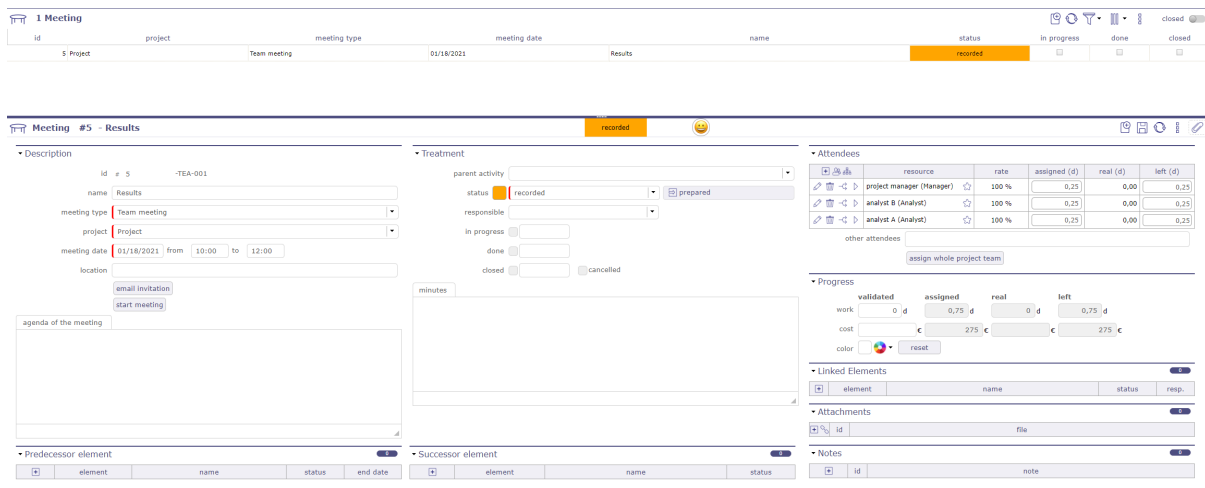 1 Meeting
closed
id project meeting type meeting date name status in progress done closed
5 Project Team meeting 01/18/2021 Results recorded
Meeting #5 - Results recorded
Description
id # 5 -TEA-001
name Results
meeting type Team meeting
project Project
meeting date 01/18/2021 from 10:00 to 12:00
location
email invitation
start meeting
agenda of the meeting
Predecessor element 0
element name status end date
Treatment
parent activity
status recorded prepared
responsible
in progress
done
closed cancelled
minutes
Successor element 0
element name status
Attendees
resource rate assigned (d) real (d) left (d)
project manager (Manager) 100 % 0,25 0,00 0,25
analyst B (Analyst) 100 % 0,25 0,00 0,25
analyst A (Analyst) 100 % 0,25 0,00 0,25
other attendees
assign whole project team
Progress
validated assigned real left
work 0 d 0,75 d 0 d 0,75 d
cost € 275 € € 275 €
color reset
Linked Elements 0
element name status resp.
Attachments 0
id file
Notes 0
id note